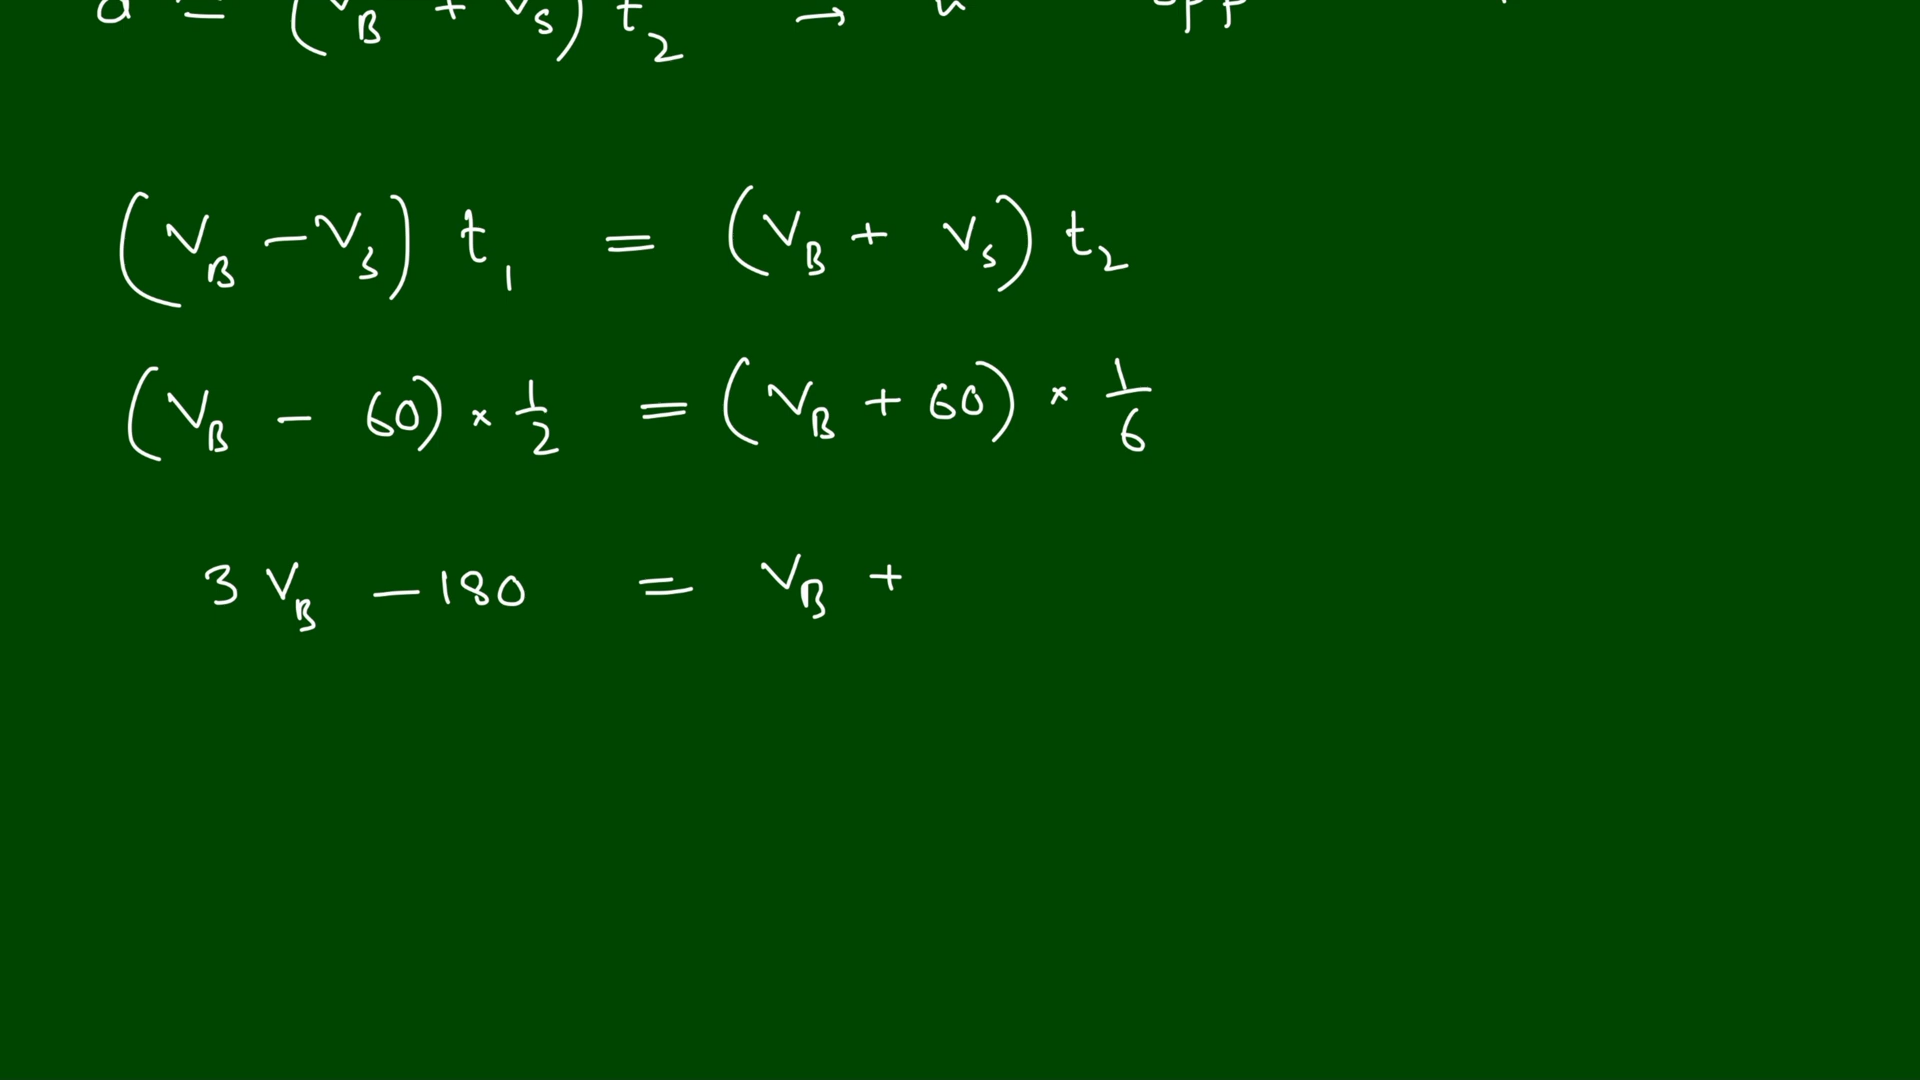 d = (V_B + V_S) t_2 →
(V_B - V_S) t_1 = (V_B + V_S) t_2
(V_B - 60) × 1/2 = (V_B + 60) × 1/6
3 V_B - 180 = V_B +